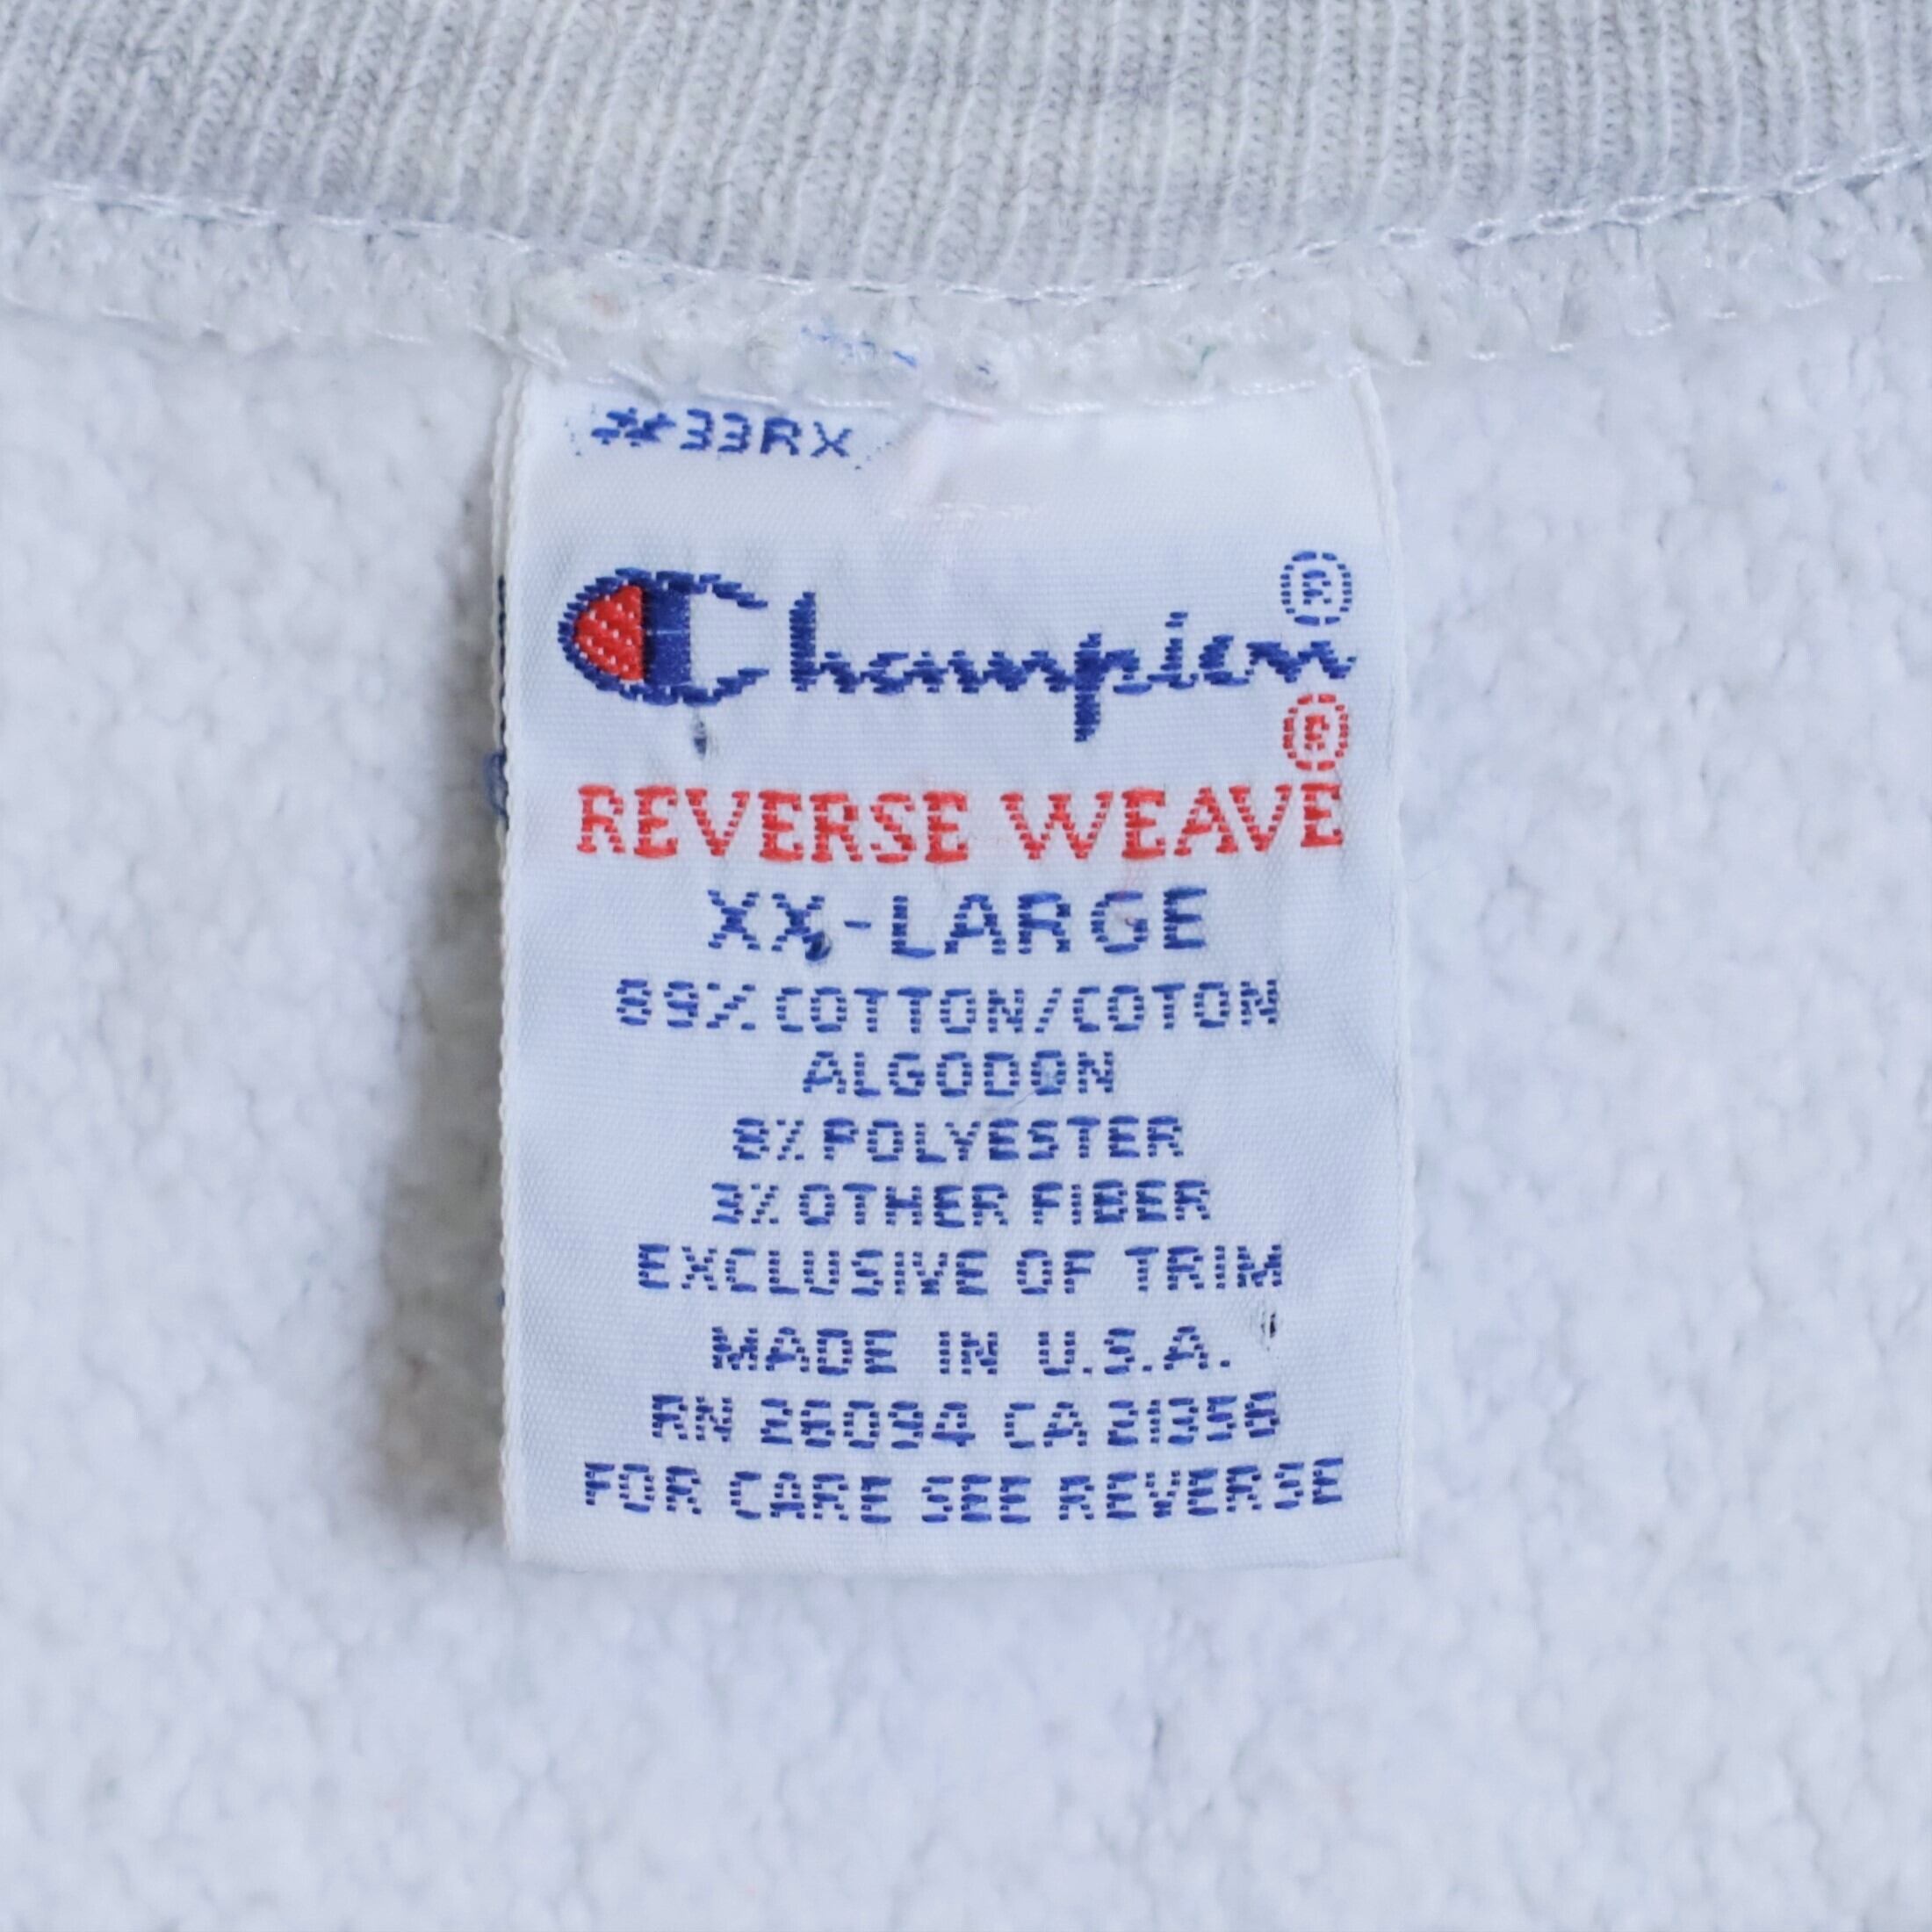 #33RX
Champion®
®
REVERSE WEAVE
XX-LARGE
89% COTTON/COTON
ALGODON
8% POLYESTER
3% OTHER FIBER
EXCLUSIVE OF TRIM
MADE IN U.S.A.
RN 26094 CA 21356
FOR CARE SEE REVERSE